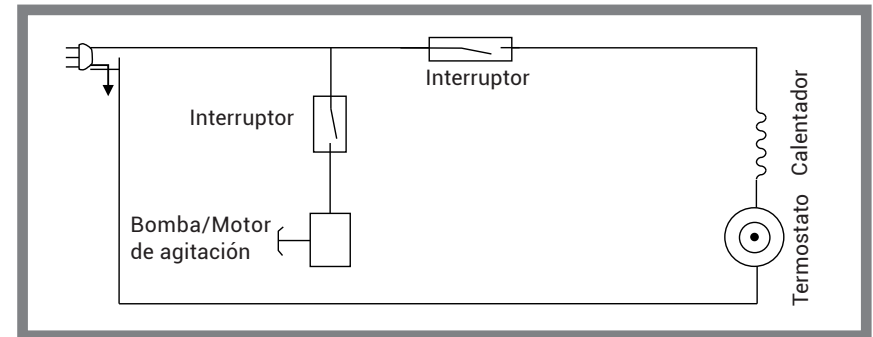 Interruptor
Interruptor
Bomba/Motor
de agitación
Calentador
Termostato